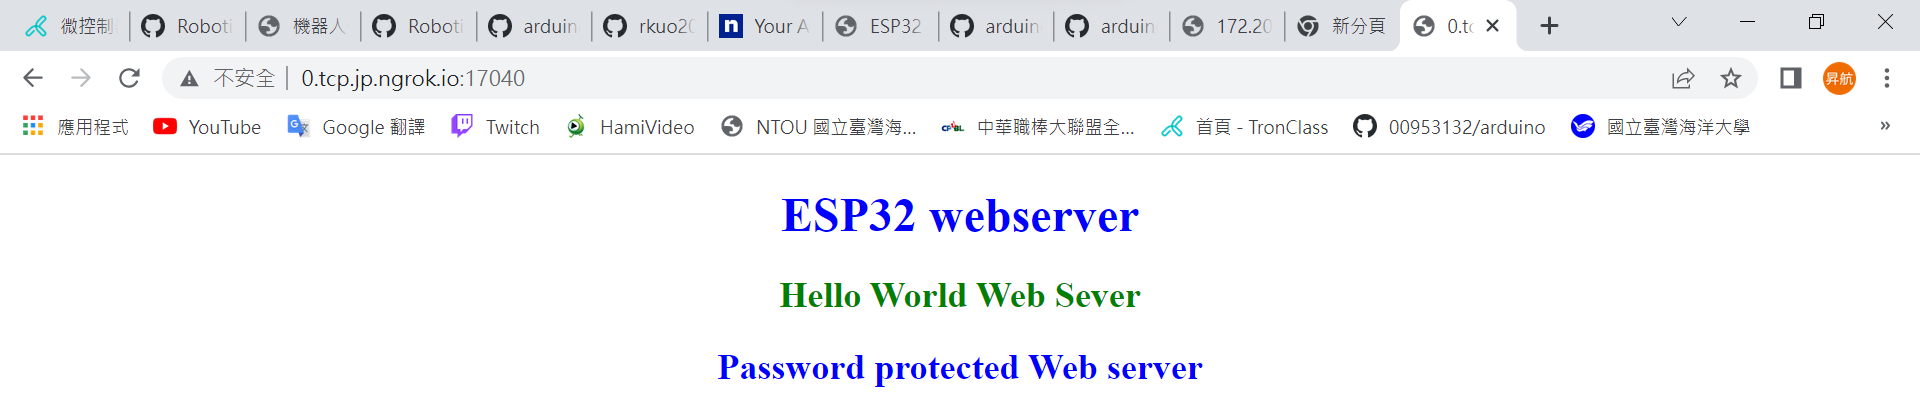 微控制 Roboti 機器人 Roboti arduin rkuo20 Your A ESP32 arduin arduin 172.20 新分頁 0.tc
不安全 0.tcp.jp.ngrok.io:17040 昇航
應用程式 YouTube Google 翻譯 Twitch HamiVideo NTOU 國立臺灣海... CPBL 中華職棒大聯盟全... 首頁 - TronClass 00953132/arduino 國立臺灣海洋大學 »
ESP32 webserver
Hello World Web Sever
Password protected Web server